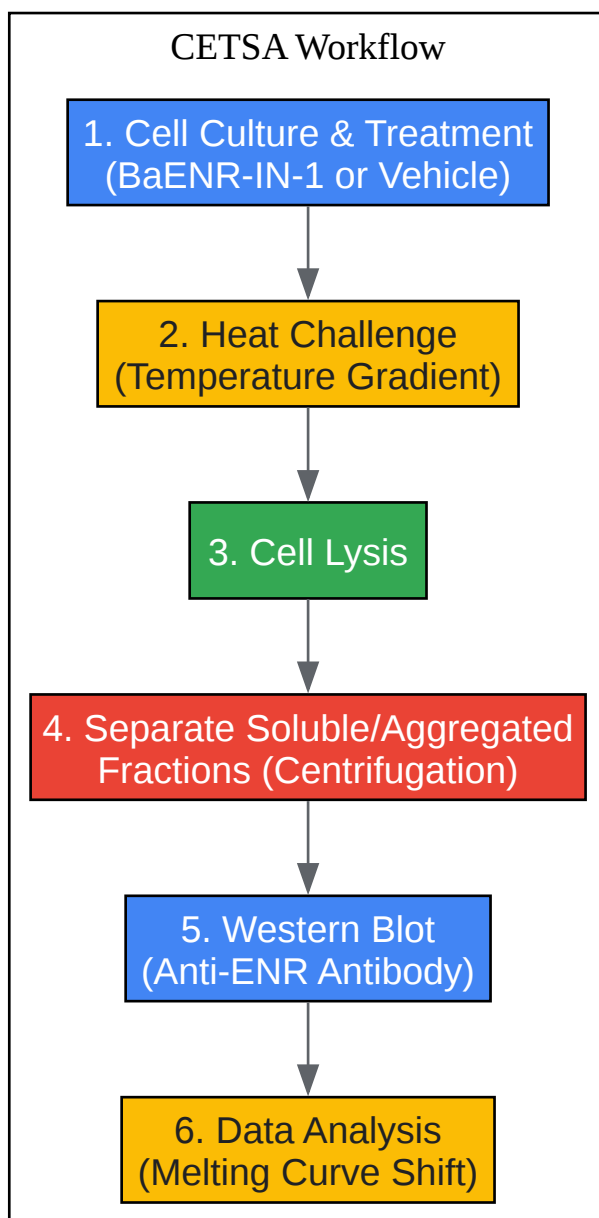 CETSA Workflow
1. Cell Culture & Treatment
(BaENR-IN-1 or Vehicle)
2. Heat Challenge
(Temperature Gradient)
3. Cell Lysis
4. Separate Soluble/Aggregated
Fractions (Centrifugation)
5. Western Blot
(Anti-ENR Antibody)
6. Data Analysis
(Melting Curve Shift)